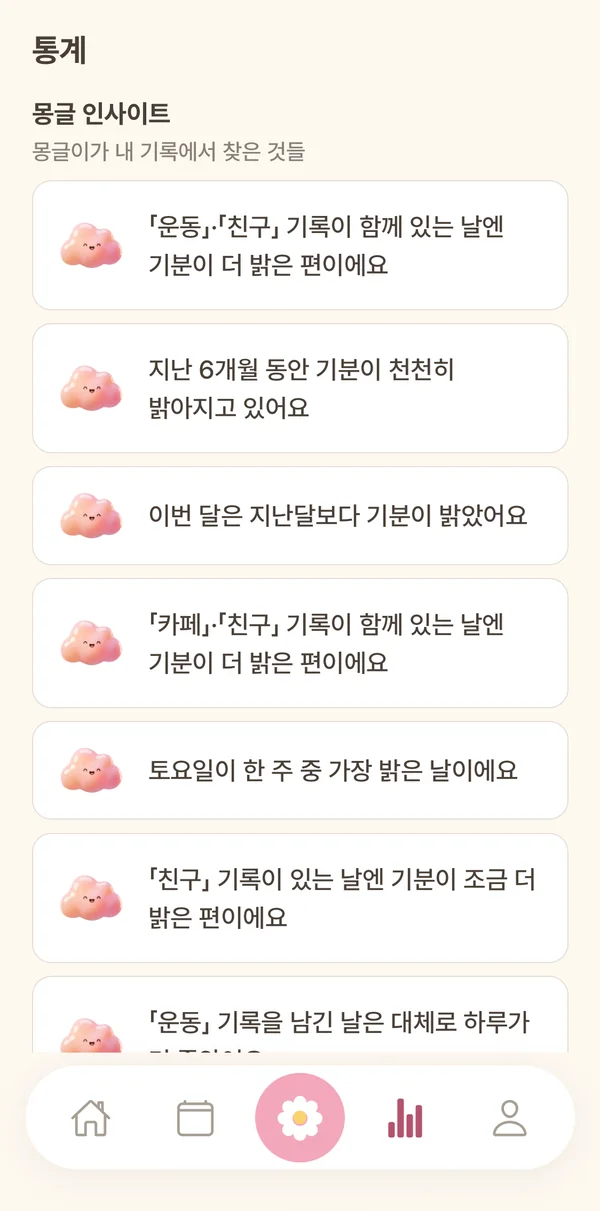 통계
몽글 인사이트
몽글이가 내 기록에서 찾은 것들
「운동」·「친구」 기록이 함께 있는 날엔
기분이 더 밝은 편이에요
지난 6개월 동안 기분이 천천히
밝아지고 있어요
이번 달은 지난달보다 기분이 밝았어요
「카페」·「친구」 기록이 함께 있는 날엔
기분이 더 밝은 편이에요
토요일이 한 주 중 가장 밝은 날이에요
「친구」 기록이 있는 날엔 기분이 조금 더
밝은 편이에요
「운동」 기록을 남긴 날은 대체로 하루가